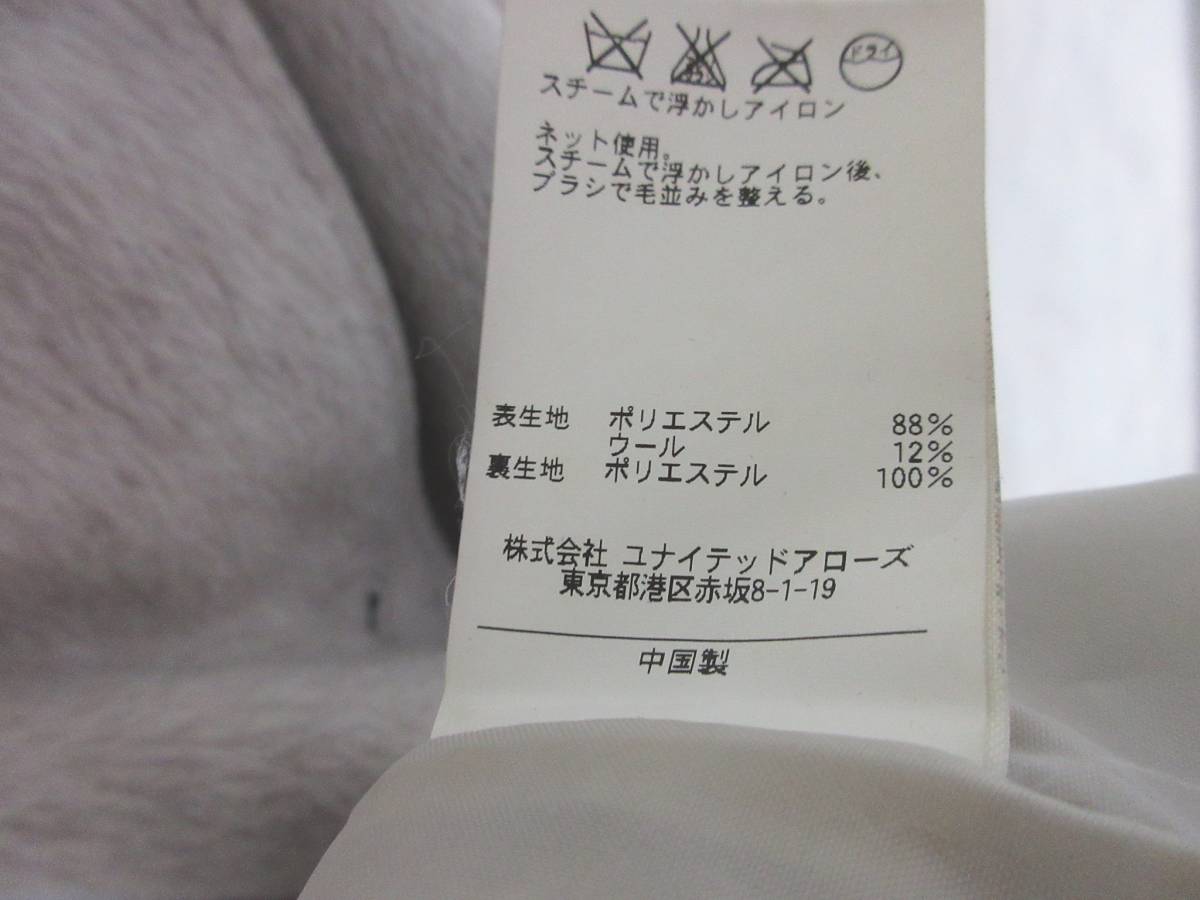 ドライ
スチームで浮かしアイロン
ネット使用。
スチームで浮かしアイロン後、
ブラシで毛並みを整える。
表生地 ポリエステル 88%
ウール 12%
裏生地 ポリエステル 100%
株式会社 ユナイテッドアローズ
東京都港区赤坂8-1-19
中国製